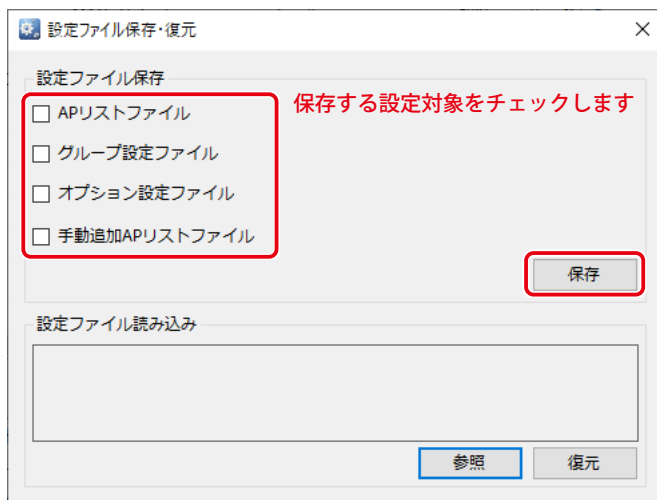 設定ファイル保存・復元
設定ファイル保存
APリストファイル
保存する設定対象をチェックします
グループ設定ファイル
オプション設定ファイル
手動追加APリストファイル
保存
設定ファイル読み込み
参照
復元